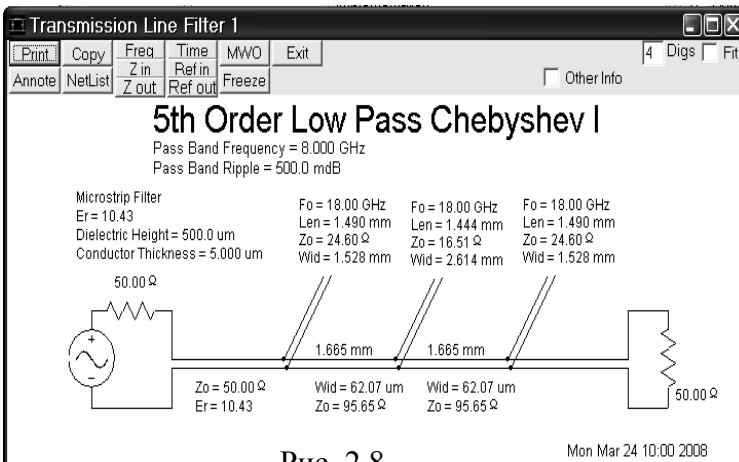 Transmission Line Filter 1
Print Copy Freq Time MWO Exit 4 Digs Fit
Z in Ref in
Annote NetList Z out Ref out Freeze Other Info
5th Order Low Pass Chebyshev I
Pass Band Frequency = 8.000 GHz
Pass Band Ripple = 500.0 mdB
Microstrip Filter
Er = 10.43
Dielectric Height = 500.0 um
Conductor Thickness = 5.000 um
Fo = 18.00 GHz
Len = 1.490 mm
Zo = 24.60 Ω
Wid = 1.528 mm
Fo = 18.00 GHz
Len = 1.444 mm
Zo = 16.51 Ω
Wid = 2.614 mm
Fo = 18.00 GHz
Len = 1.490 mm
Zo = 24.60 Ω
Wid = 1.528 mm
50.00 Ω
1.665 mm 1.665 mm
Zo = 50.00 Ω
Er = 10.43
Wid = 62.07 um
Zo = 95.65 Ω
Wid = 62.07 um
Zo = 95.65 Ω
50.00 Ω
Mon Mar 24 10:00 2008
Рис. 2.8